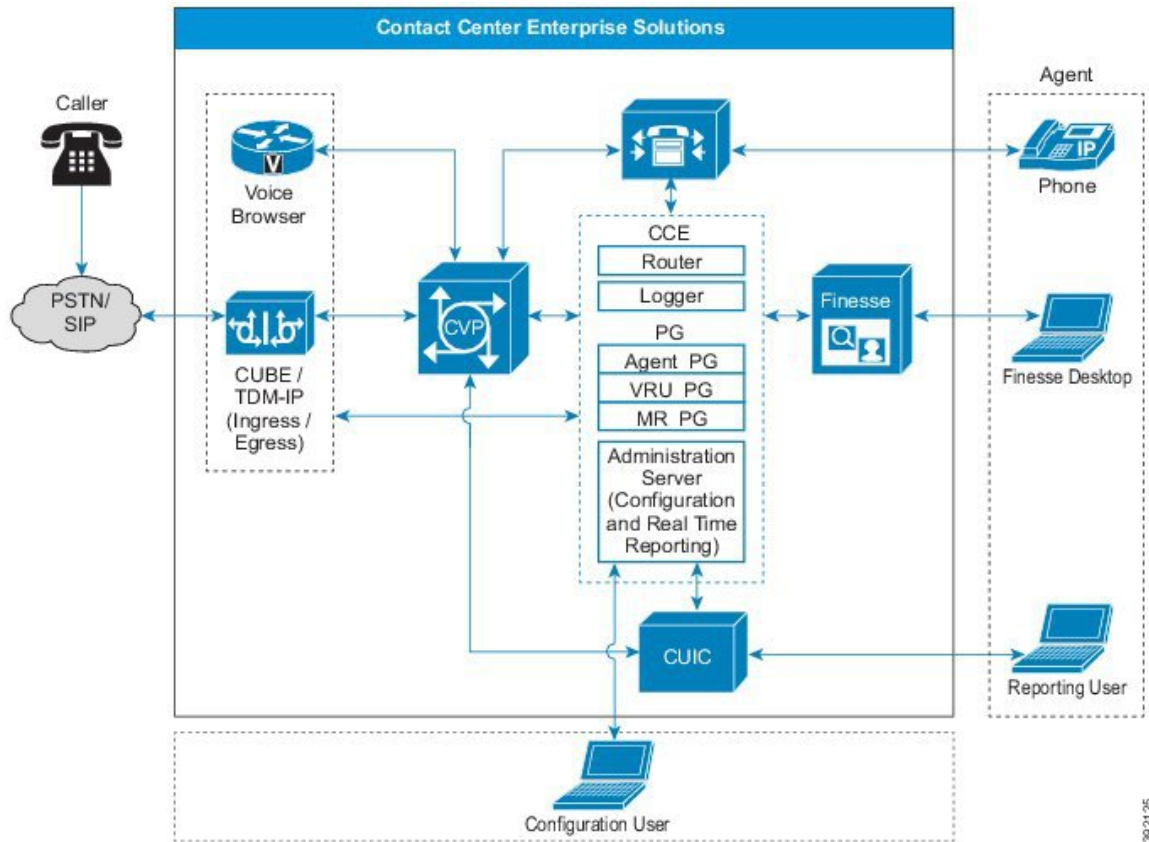 Contact Center Enterprise Solutions
Caller
PSTN/
SIP
Voice
Browser
V
CUBE /
TDM-IP
(Ingress /
Egress)
CVP
CCE
Router
Logger
PG
Agent PG
VRU PG
MR PG
Administration
Server
(Configuration
and Real Time
Reporting)
Finesse
CUIC
Agent
IP
Phone
Finesse Desktop
Reporting User
Configuration User
392125